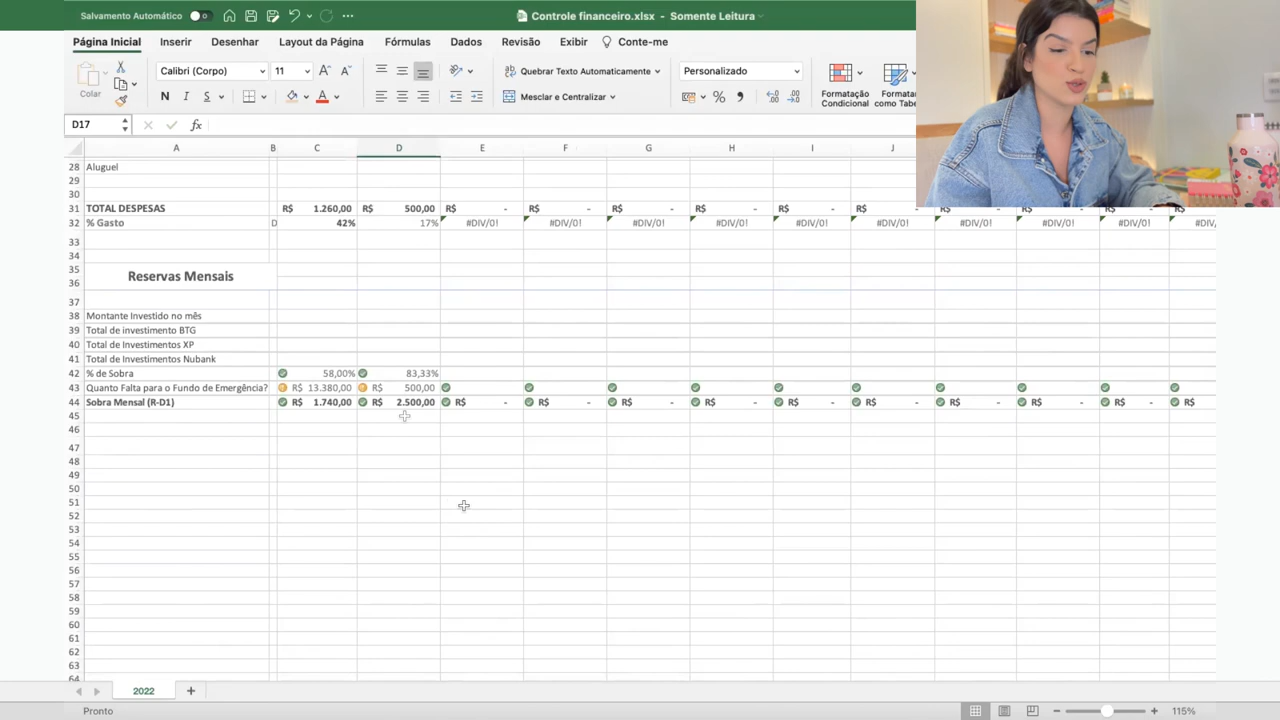 Salvamento Automático
Controle financeiro.xlsx — Somente Leitura
Página Inicial Inserir Desenhar Layout da Página Fórmulas Dados Revisão Exibir Conte-me
Colar Calibri (Corpo) 11 Quebrar Texto Automaticamente Personalizado
N I S A Mesclar e Centralizar % Formatação Condicional
D17 fx
A B C D E F G H I J
28 Aluguel
29
30
31 TOTAL DESPESAS R$ 1.260,00 R$ 500,00 R$ - R$ - R$ - R$ - R$ - R$ - R$ - R$ - R$
32 % Gasto D 42% 17% #DIV/0! #DIV/0! #DIV/0! #DIV/0! #DIV/0! #DIV/0! #DIV/0! #DIV/0!
33
34
35
Reservas Mensais
36
37
38 Montante Investido no mês
39 Total de investimento BTG
40 Total de Investimentos XP
41 Total de Investimentos Nubank
42 % de Sobra 58,00% 83,33%
43 Quanto Falta para o Fundo de Emergência? R$ 13.380,00 R$ 500,00
44 Sobra Mensal (R-D1) R$ 1.740,00 R$ 2.500,00 R$ - R$ - R$ - R$ - R$ - R$ - R$ - R$ - R$
45
46
47
48
49
50
51
52
53
54
55
56
57
58
59
60
61
62
63
64
2022
Pronto 115%